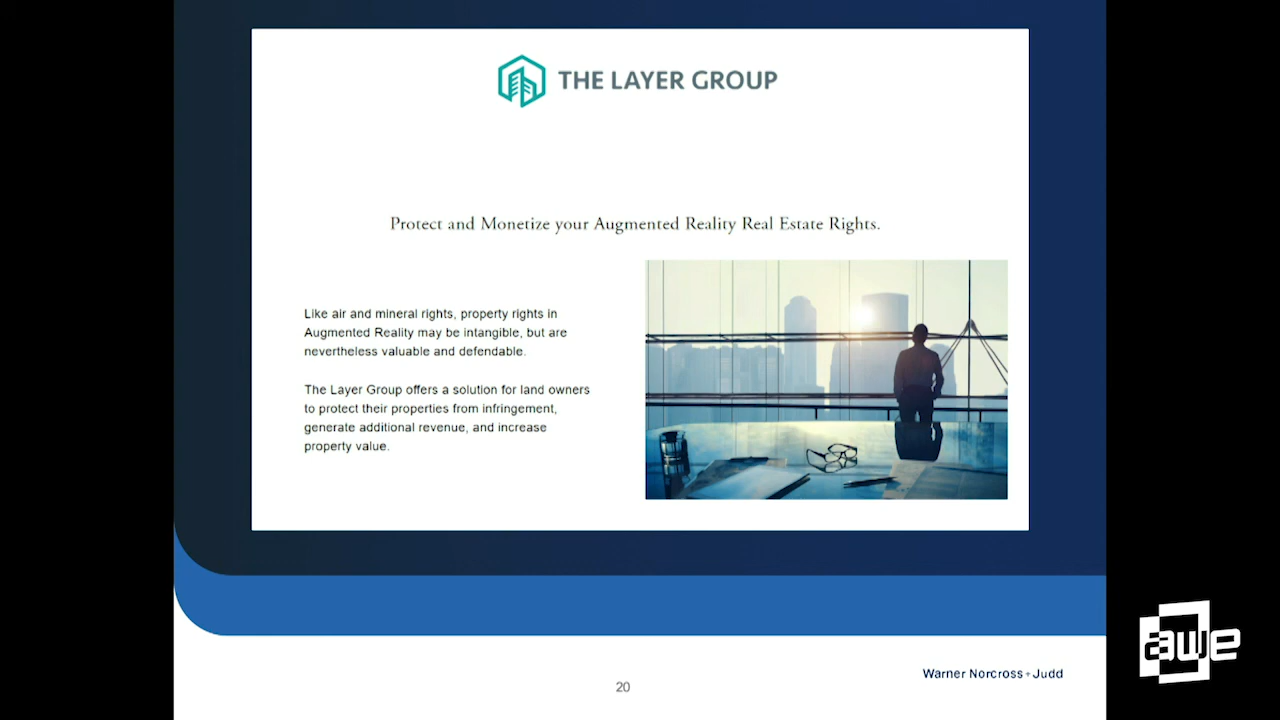 THE LAYER GROUP
Protect and Monetize your Augmented Reality Real Estate Rights.
Like air and mineral rights, property rights in
Augmented Reality may be intangible, but are
nevertheless valuable and defendable.
The Layer Group offers a solution for land owners
to protect their properties from infringement,
generate additional revenue, and increase
property value.
Warner Norcross + Judd
20
awe